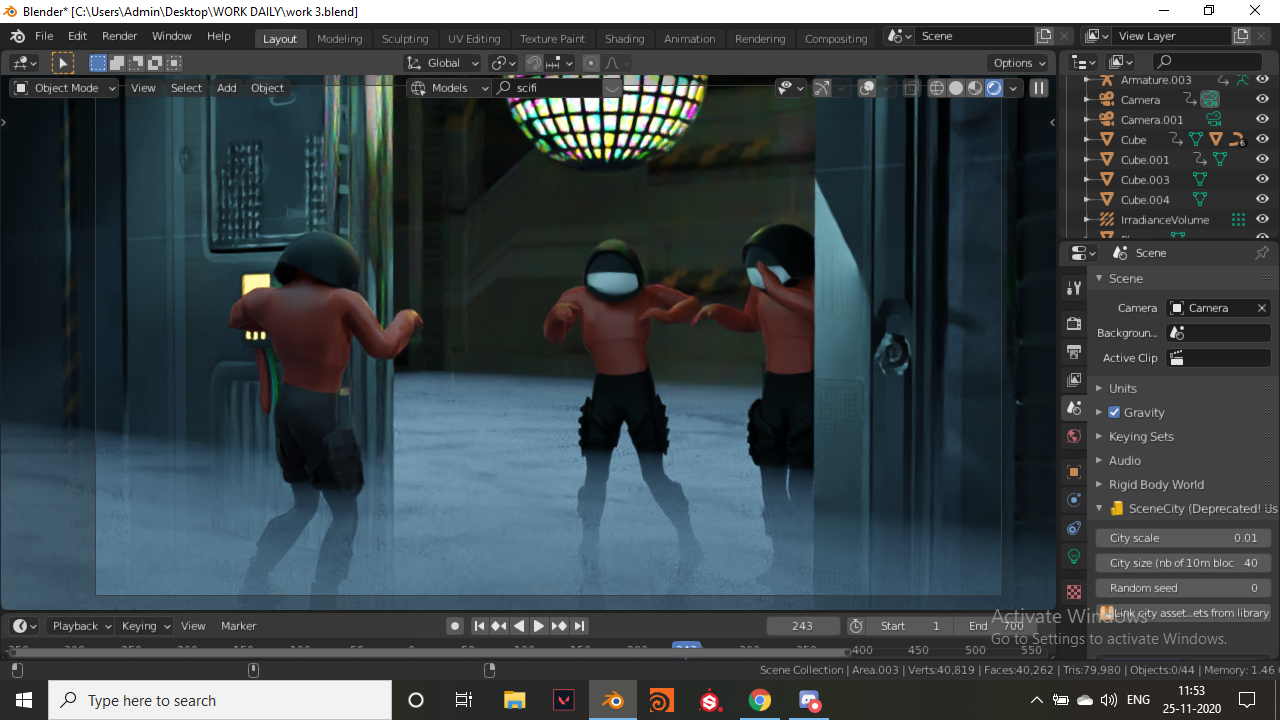 Blender* [C:\Users\Admin\Desktop\WORK DAILY\work 3.blend]
File Edit Render Window Help Layout Modeling Sculpting UV Editing Texture Paint Shading Animation Rendering Compositing Scene View Layer
Global Options
Object Mode View Select Add Object Models scifi
Armature.003
Camera
Camera.001
Cube 6
Cube.001
Cube.003
Cube.004
IrradianceVolume
Scene
Scene
Camera Camera
Backgroun...
Active Clip
Units
Gravity
Keying Sets
Audio
Rigid Body World
SceneCity (Deprecated! Us
City scale 0.01
City size (nb of 10m bloc 40
Random seed 0
Link city asset...ets from library
Activate Windows
Go to Settings to activate Windows.
Playback Keying View Marker 243 Start 1 End 700
243 400 450 500 550
Scene Collection | Area.003 | Verts:40,819 | Faces:40,262 | Tris:79,980 | Objects:0/44 | Memory: 1.46
Type here to search
ENG
11:53
25-11-2020